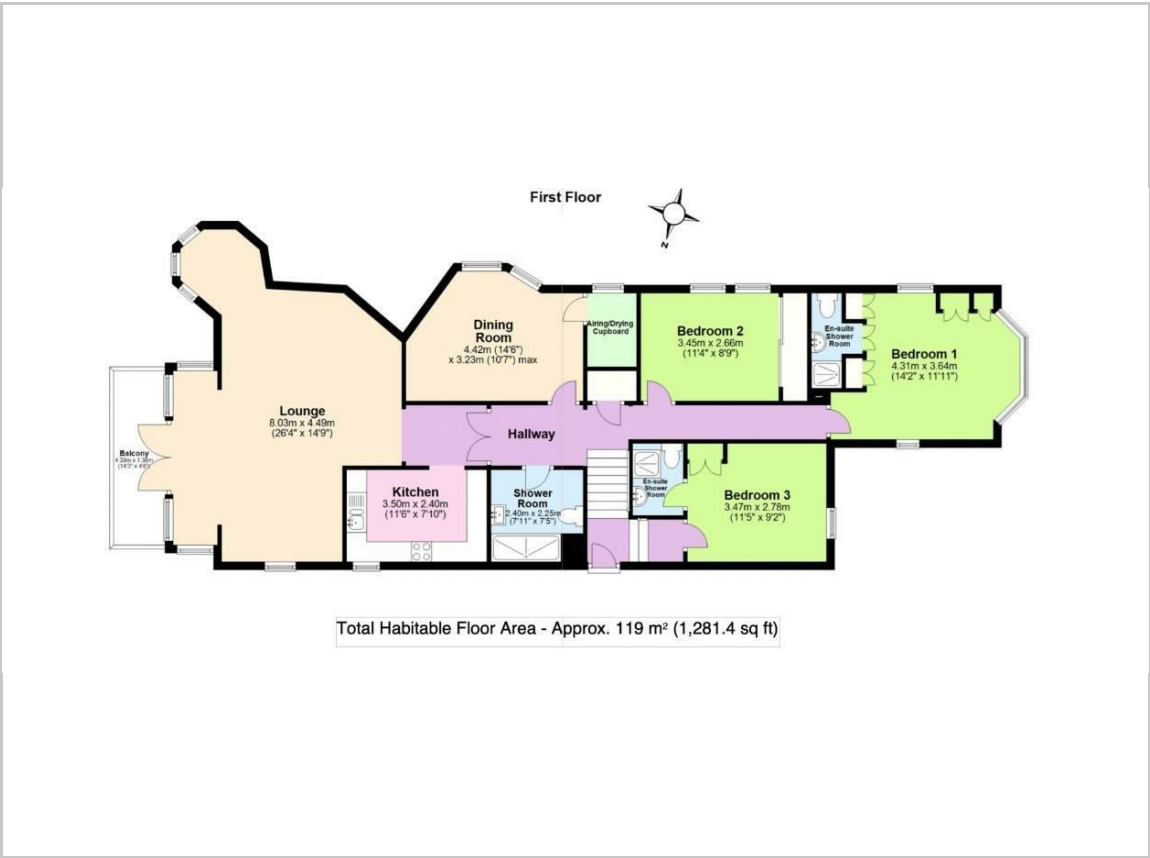 First Floor
N
Dining
Room
4.42m (14'6")
x 3.23m (10'7") max
Airing/Drying
Cupboard
Bedroom 2
3.45m x 2.66m
(11'4" x 8'9")
En-suite
Shower
Room
Bedroom 1
4.31m x 3.64m
(14'2" x 11'11")
Lounge
8.03m x 4.49m
(26'4" x 14'9")
Hallway
Balcony
Kitchen
3.50m x 2.40m
(11'6" x 7'10")
Shower
Room
2.40m x 2.25m
(7'11" x 7'5")
En-suite
Shower
Room
Bedroom 3
3.47m x 2.78m
(11'5" x 9'2")
Total Habitable Floor Area - Approx. 119 m² (1,281.4 sq ft)